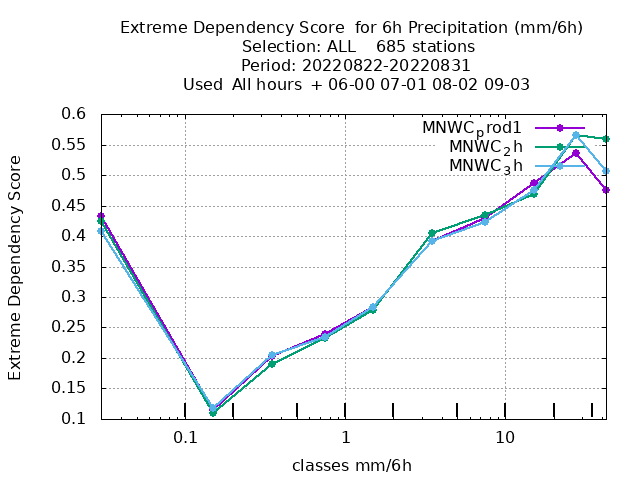 Extreme Dependency Score  for 6h Precipitation (mm/6h)
Selection: ALL    685 stations
Period: 20220822-20220831
Used  All hours  + 06-00 07-01 08-02 09-03
MNWCprod1
MNWC2h
MNWC3h
Extreme Dependency Score
0.6
0.55
0.5
0.45
0.4
0.35
0.3
0.25
0.2
0.15
0.1
0.1
1
10
classes mm/6h